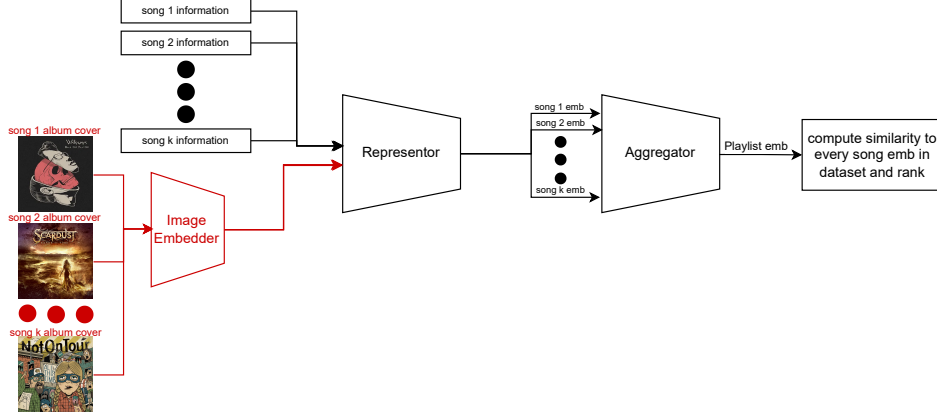 song 1 information
song 2 information
song k information
song 1 album cover
song 2 album cover
SCARDUST
song k album cover
NotOnTour
Image
Embedder
Representor
song 1 emb
song 2 emb
song k emb
Aggregator
Playlist emb
compute similarity to
every song emb in
dataset and rank